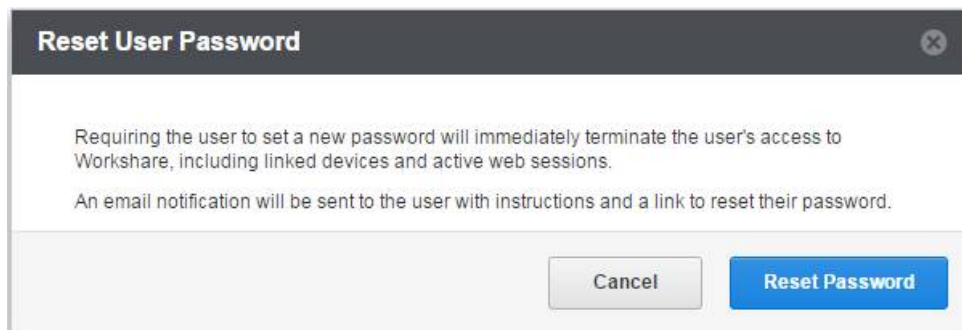 Reset User Password
Requiring the user to set a new password will immediately terminate the user's access to
Workshare, including linked devices and active web sessions.
An email notification will be sent to the user with instructions and a link to reset their password.
Cancel
Reset Password